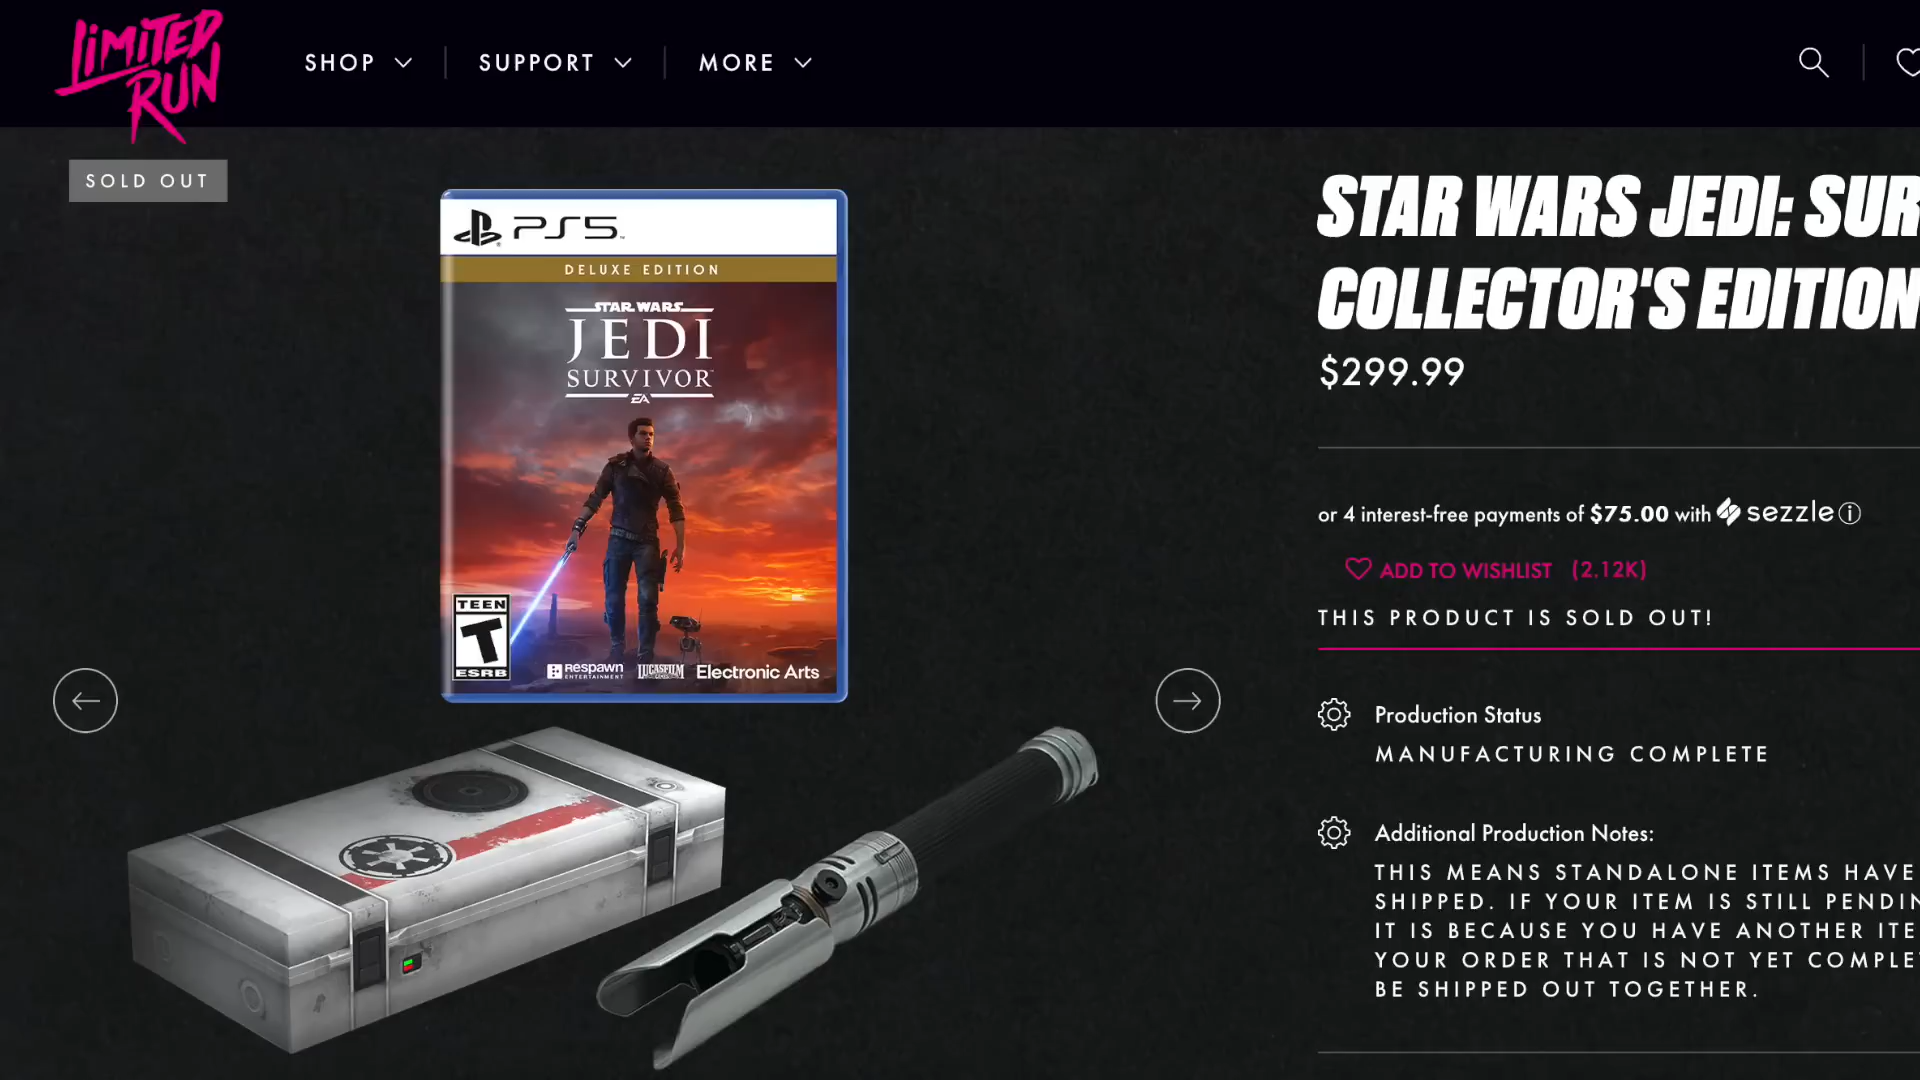 LIMITED
RUN
SHOP
SUPPORT
MORE
SOLD OUT
PS5
DELUXE EDITION
STAR WARS
JEDI
SURVIVOR
EA
TEEN
T
ESRB
Respawn
ENTERTAINMENT
LUCASFILM
GAMES
Electronic Arts
STAR WARS JEDI: SUR
COLLECTOR'S EDITION
$299.99
or 4 interest-free payments of $75.00 with sezzle
ADD TO WISHLIST (2.12K)
THIS PRODUCT IS SOLD OUT!
Production Status
MANUFACTURING COMPLETE
Additional Production Notes:
THIS MEANS STANDALONE ITEMS HAVE
SHIPPED. IF YOUR ITEM IS STILL PENDIN
IT IS BECAUSE YOU HAVE ANOTHER ITE
YOUR ORDER THAT IS NOT YET COMPLE
BE SHIPPED OUT TOGETHER.